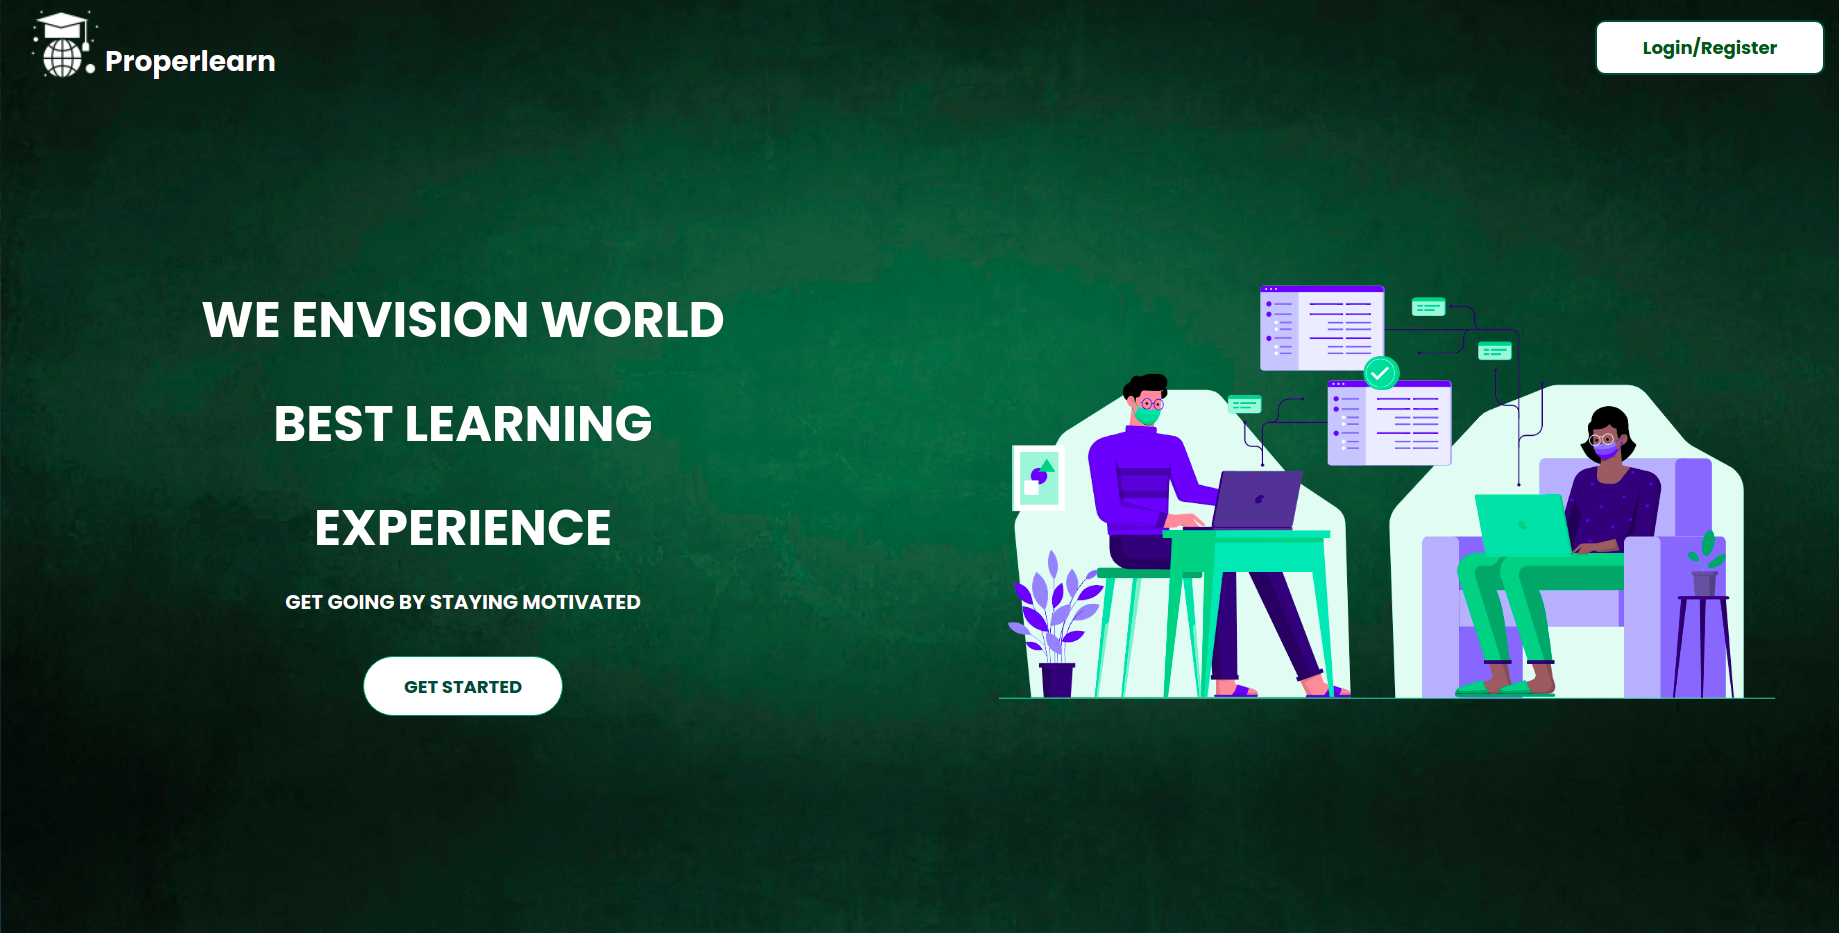 Properlearn
Login/Register
WE ENVISION WORLD
BEST LEARNING
EXPERIENCE
GET GOING BY STAYING MOTIVATED
GET STARTED